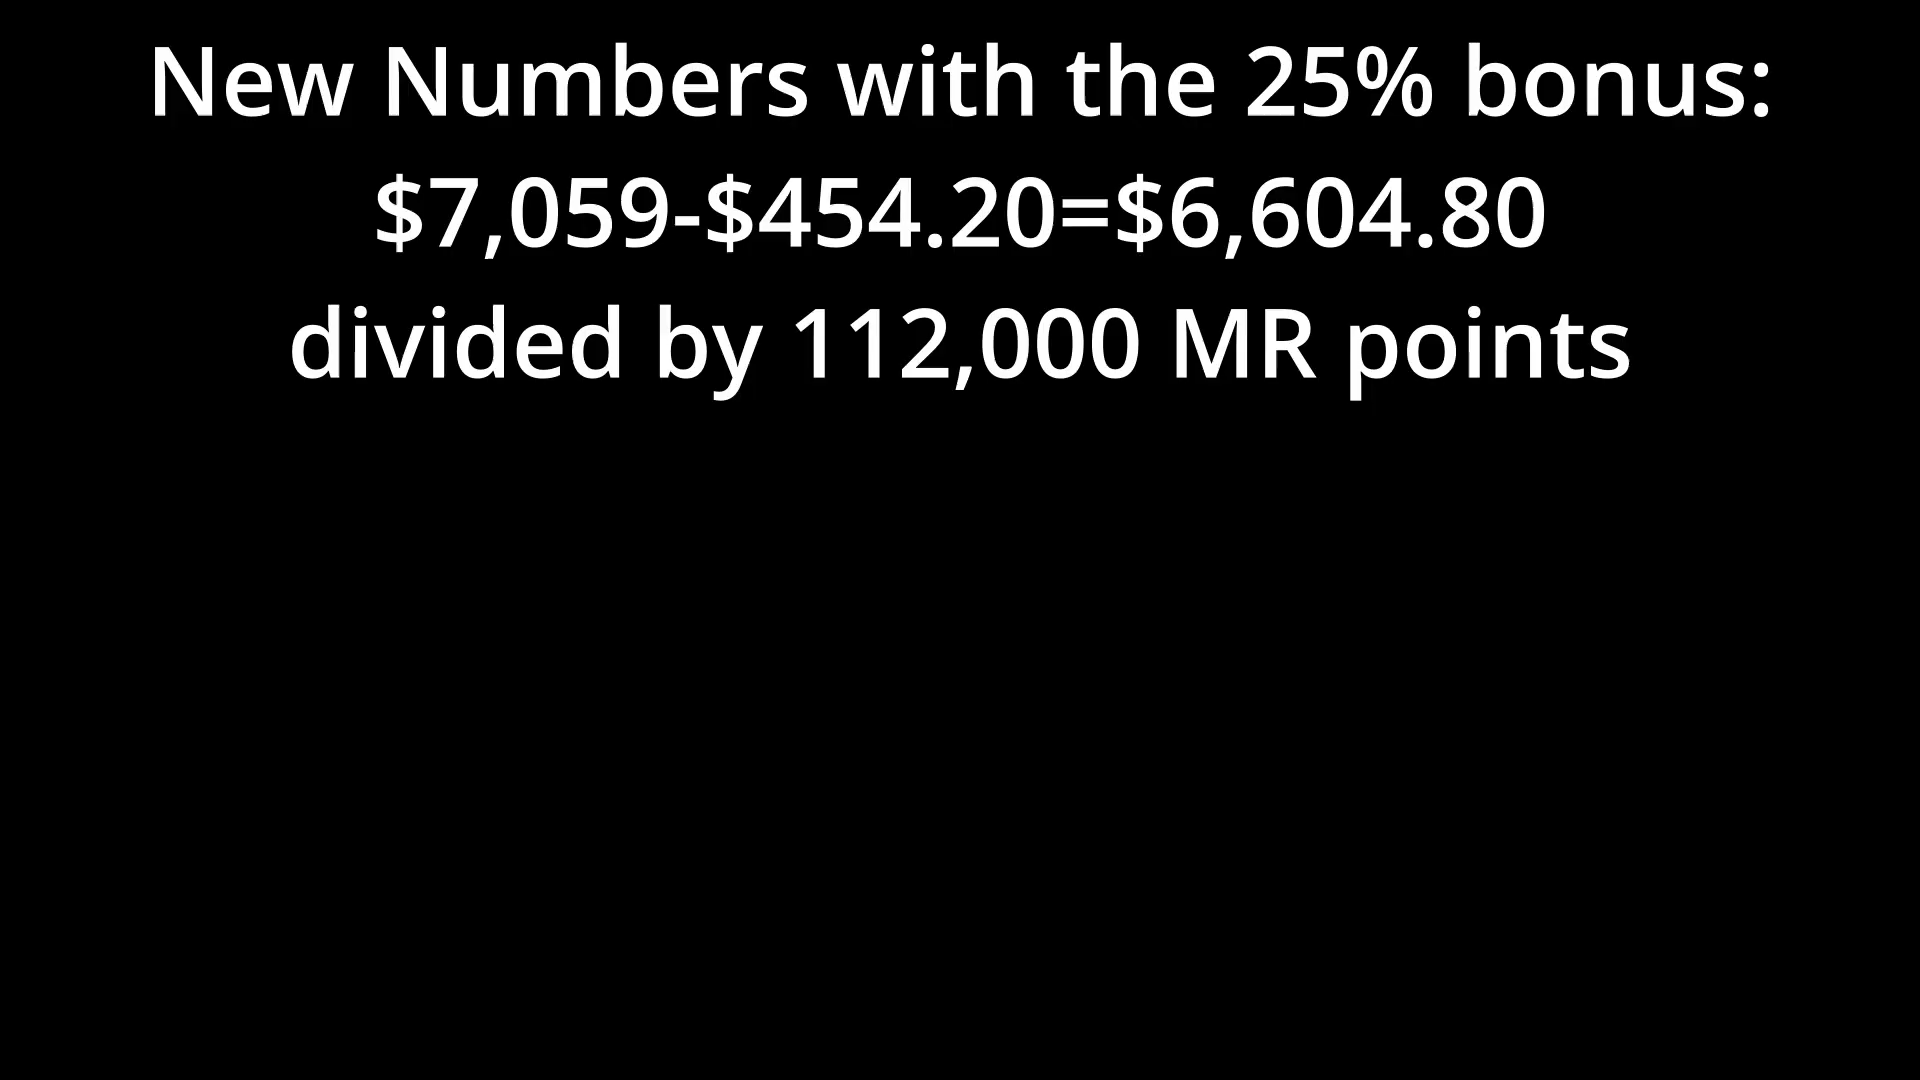 New Numbers with the 25% bonus:
$7,059-$454.20=$6,604.80
divided by 112,000 MR points